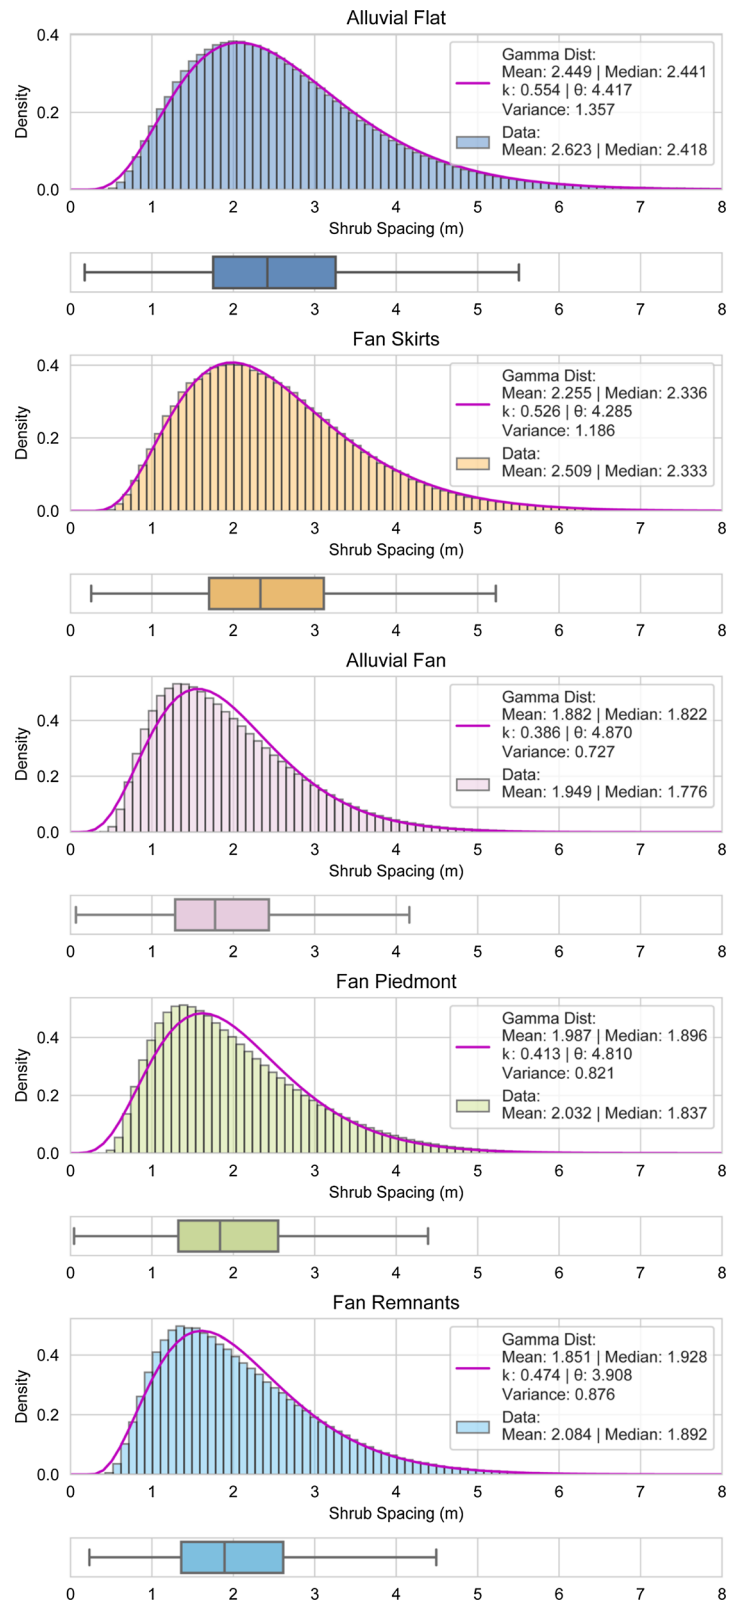 Alluvial Flat
0.4
0.2
0.0
Density
Gamma Dist:
Mean: 2.449 | Median: 2.441
k: 0.554 | θ: 4.417
Variance: 1.357
Data:
Mean: 2.623 | Median: 2.418
0 1 2 3 4 5 6 7 8
Shrub Spacing (m)
0 1 2 3 4 5 6 7 8
Fan Skirts
0.4
0.2
0.0
Density
Gamma Dist:
Mean: 2.255 | Median: 2.336
k: 0.526 | θ: 4.285
Variance: 1.186
Data:
Mean: 2.509 | Median: 2.333
0 1 2 3 4 5 6 7 8
Shrub Spacing (m)
0 1 2 3 4 5 6 7 8
Alluvial Fan
0.4
0.2
0.0
Density
Gamma Dist:
Mean: 1.882 | Median: 1.822
k: 0.386 | θ: 4.870
Variance: 0.727
Data:
Mean: 1.949 | Median: 1.776
0 1 2 3 4 5 6 7 8
Shrub Spacing (m)
0 1 2 3 4 5 6 7 8
Fan Piedmont
0.4
0.2
0.0
Density
Gamma Dist:
Mean: 1.987 | Median: 1.896
k: 0.413 | θ: 4.810
Variance: 0.821
Data:
Mean: 2.032 | Median: 1.837
0 1 2 3 4 5 6 7 8
Shrub Spacing (m)
0 1 2 3 4 5 6 7 8
Fan Remnants
0.4
0.2
0.0
Density
Gamma Dist:
Mean: 1.851 | Median: 1.928
k: 0.474 | θ: 3.908
Variance: 0.876
Data:
Mean: 2.084 | Median: 1.892
0 1 2 3 4 5 6 7 8
Shrub Spacing (m)
0 1 2 3 4 5 6 7 8